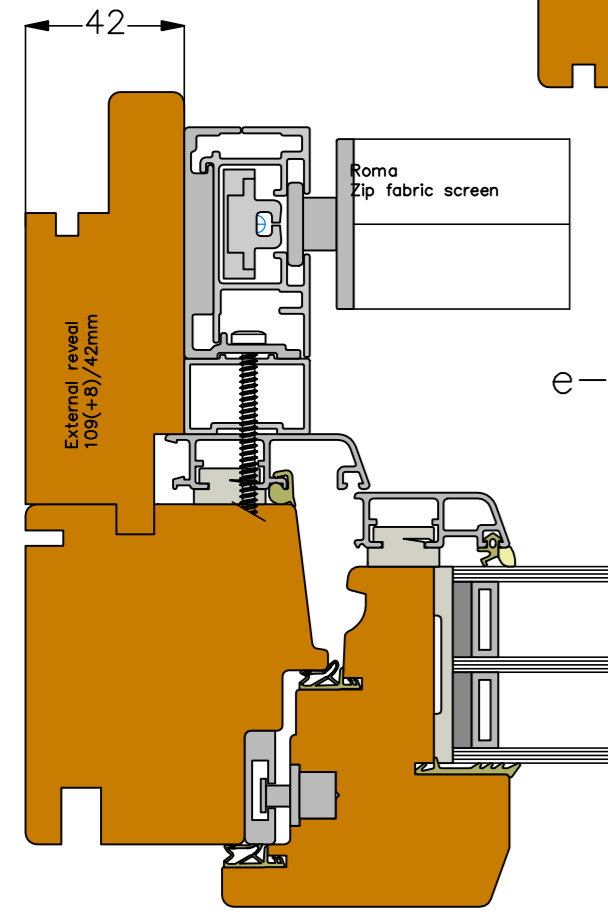 42
Roma
Zip fabric screen
External reveal
109(+8)/42mm
e